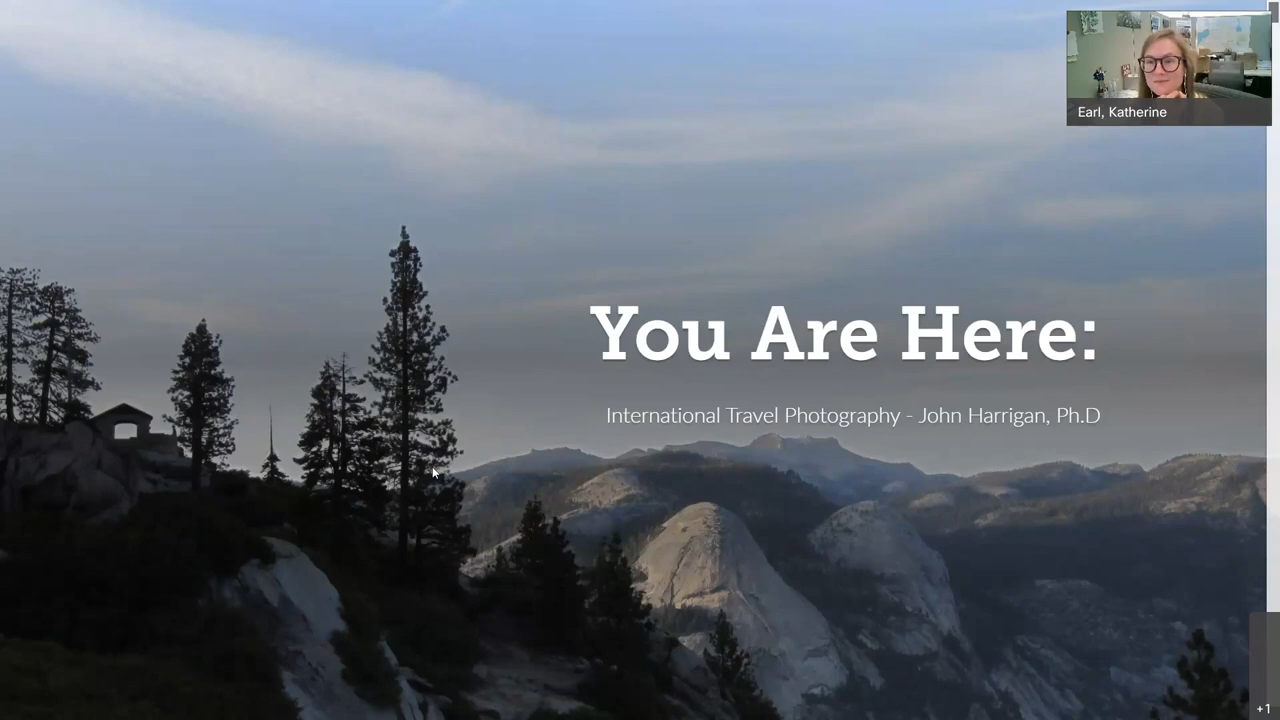 Earl, Katherine
You Are Here:
International Travel Photography - John Harrigan, Ph.D
+1